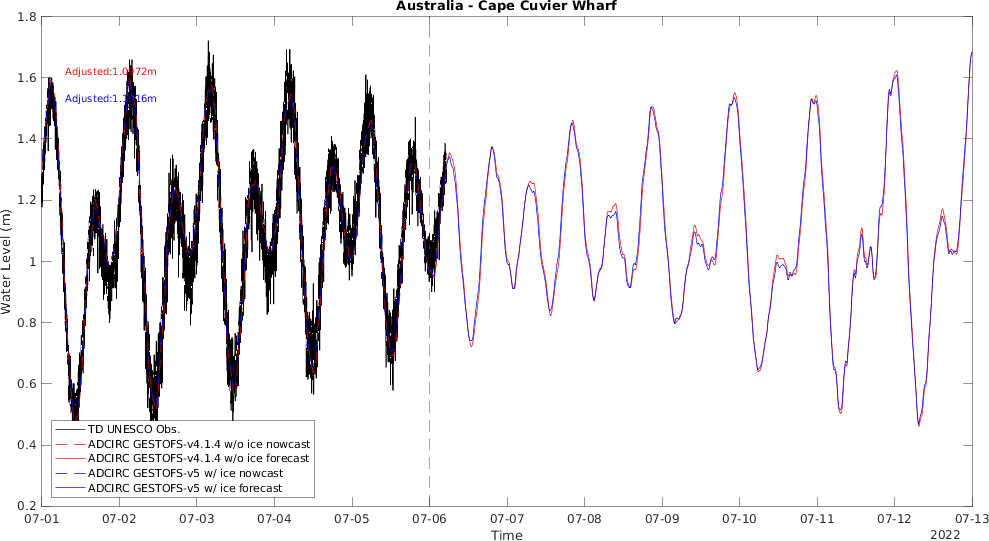 Australia - Cape Cuvier Wharf
1.8
1.6
1.4
1.2
1
0.8
0.6
0.4
0.2
Water Level (m)
TD UNESCO Obs.
ADCIRC GESTOFS-v4.1.4 w/o ice nowcast
ADCIRC GESTOFS-v4.1.4 w/o ice forecast
ADCIRC GESTOFS-v5 w/ ice nowcast
ADCIRC GESTOFS-v5 w/ ice forecast
07-01 07-02 07-03 07-04 07-05 07-06 07-07 07-08 07-09 07-10 07-11 07-12 07-13
Time
2022